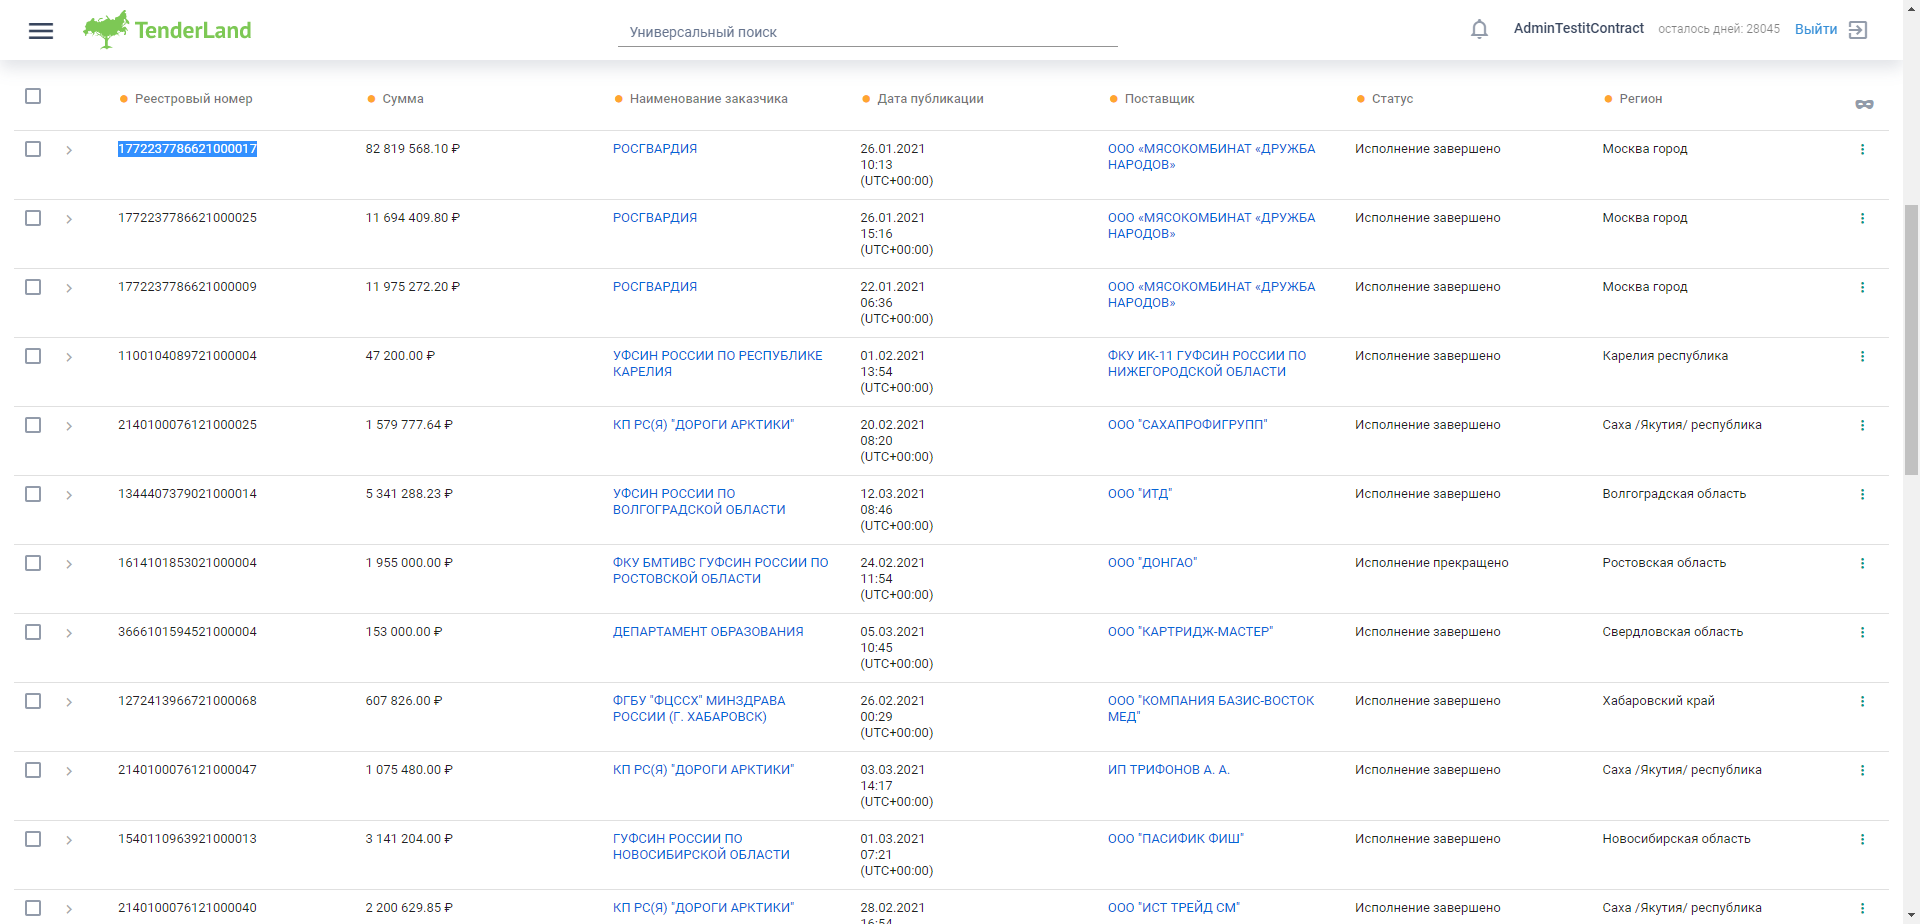 TenderLand
Универсальный поиск
AdminTestitContract
осталось дней: 28045
Выйти
Реестровый номер Сумма Наименование заказчика Дата публикации Поставщик Статус Регион
1772237786621000017 82 819 568.10 ₽ РОСГВАРДИЯ 26.01.2021 ООО «МЯСОКОМБИНАТ «ДРУЖБА Исполнение завершено Москва город
10:13 НАРОДОВ»
(UTC+00:00)
1772237786621000025 11 694 409.80 ₽ РОСГВАРДИЯ 26.01.2021 ООО «МЯСОКОМБИНАТ «ДРУЖБА Исполнение завершено Москва город
15:16 НАРОДОВ»
(UTC+00:00)
1772237786621000009 11 975 272.20 ₽ РОСГВАРДИЯ 22.01.2021 ООО «МЯСОКОМБИНАТ «ДРУЖБА Исполнение завершено Москва город
06:36 НАРОДОВ»
(UTC+00:00)
1100104089721000004 47 200.00 ₽ УФСИН РОССИИ ПО РЕСПУБЛИКЕ 01.02.2021 ФКУ ИК-11 ГУФСИН РОССИИ ПО Исполнение завершено Карелия республика
КАРЕЛИЯ 13:54 НИЖЕГОРОДСКОЙ ОБЛАСТИ
(UTC+00:00)
2140100076121000025 1 579 777.64 ₽ КП РС(Я) "ДОРОГИ АРКТИКИ" 20.02.2021 ООО "САХАПРОФИГРУПП" Исполнение завершено Саха /Якутия/ республика
08:20
(UTC+00:00)
1344407379021000014 5 341 288.23 ₽ УФСИН РОССИИ ПО 12.03.2021 ООО "ИТД" Исполнение завершено Волгоградская область
ВОЛГОГРАДСКОЙ ОБЛАСТИ 08:46
(UTC+00:00)
1614101853021000004 1 955 000.00 ₽ ФКУ БМТИВС ГУФСИН РОССИИ ПО 24.02.2021 ООО "ДОНГАО" Исполнение прекращено Ростовская область
РОСТОВСКОЙ ОБЛАСТИ 11:54
(UTC+00:00)
3666101594521000004 153 000.00 ₽ ДЕПАРТАМЕНТ ОБРАЗОВАНИЯ 05.03.2021 ООО "КАРТРИДЖ-МАСТЕР" Исполнение завершено Свердловская область
10:45
(UTC+00:00)
1272413966721000068 607 826.00 ₽ ФГБУ "ФЦССХ" МИНЗДРАВА 26.02.2021 ООО "КОМПАНИЯ БАЗИС-ВОСТОК Исполнение завершено Хабаровский край
РОССИИ (Г. ХАБАРОВСК) 00:29 МЕД"
(UTC+00:00)
2140100076121000047 1 075 480.00 ₽ КП РС(Я) "ДОРОГИ АРКТИКИ" 03.03.2021 ИП ТРИФОНОВ А. А. Исполнение завершено Саха /Якутия/ республика
14:17
(UTC+00:00)
1540110963921000013 3 141 204.00 ₽ ГУФСИН РОССИИ ПО 01.03.2021 ООО "ПАСИФИК ФИШ" Исполнение завершено Новосибирская область
НОВОСИБИРСКОЙ ОБЛАСТИ 07:21
(UTC+00:00)
2140100076121000040 2 200 629.85 ₽ КП РС(Я) "ДОРОГИ АРКТИКИ" 28.02.2021 ООО "ИСТ ТРЕЙД СМ" Исполнение завершено Саха /Якутия/ республика
16:54